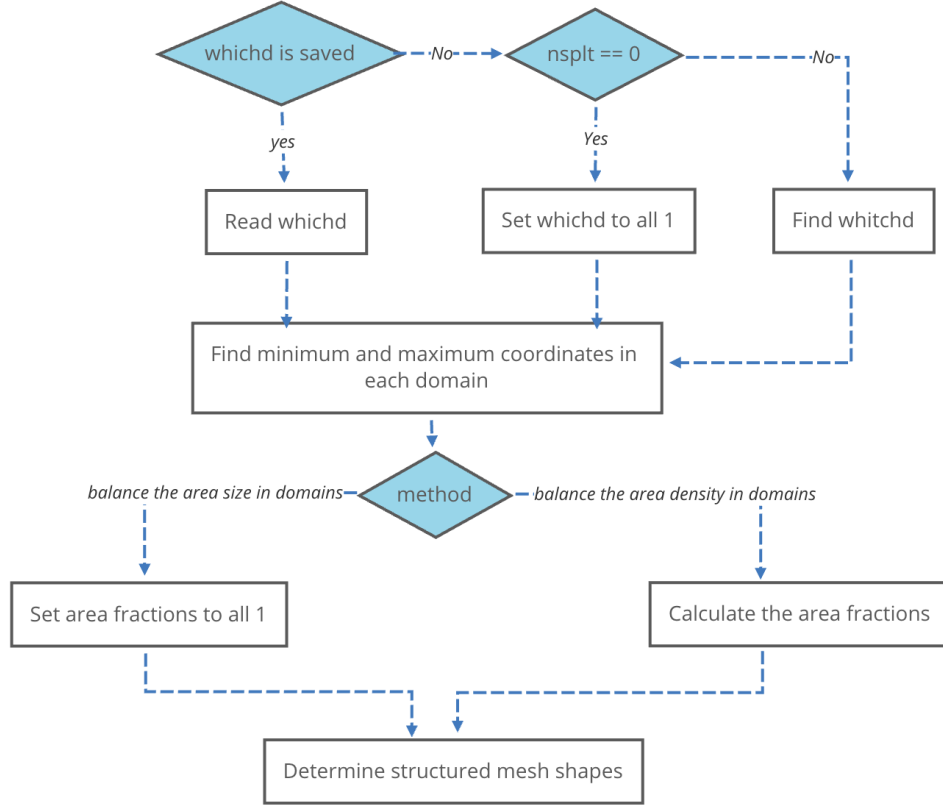 whichd is saved
No
nsplt == 0
No
yes
Yes
Read whichd
Set whichd to all 1
Find whitchd
Find minimum and maximum coordinates in
each domain
balance the area size in domains
method
balance the area density in domains
Set area fractions to all 1
Calculate the area fractions
Determine structured mesh shapes